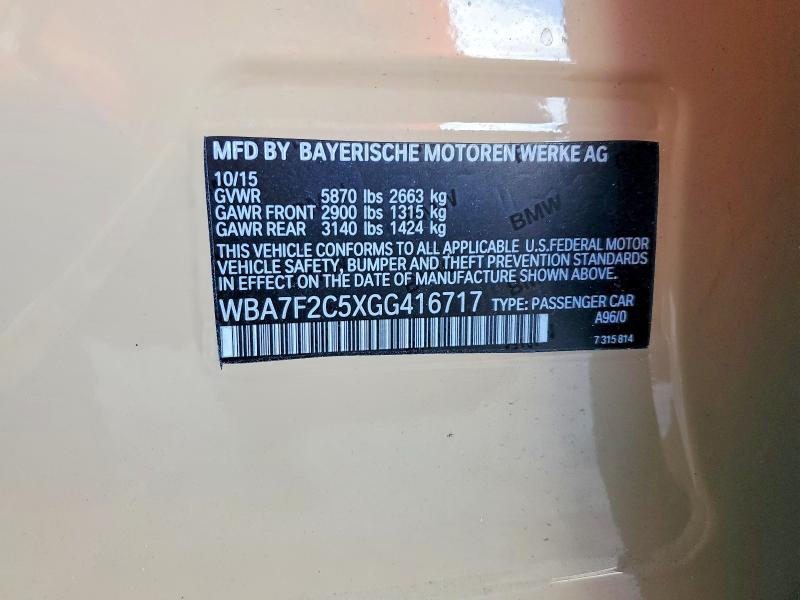 MFD BY BAYERISCHE MOTOREN WERKE AG
10/15
GVWR 5870 lbs 2663 kg
GAWR FRONT 2900 lbs 1315 kg
GAWR REAR 3140 lbs 1424 kg
THIS VEHICLE CONFORMS TO ALL APPLICABLE U.S.FEDERAL MOTOR
VEHICLE SAFETY, BUMPER AND THEFT PREVENTION STANDARDS
IN EFFECT ON THE DATE OF MANUFACTURE SHOWN ABOVE.
WBA7F2C5XGG416717 TYPE: PASSENGER CAR
A96/0
7 315 814
BMW